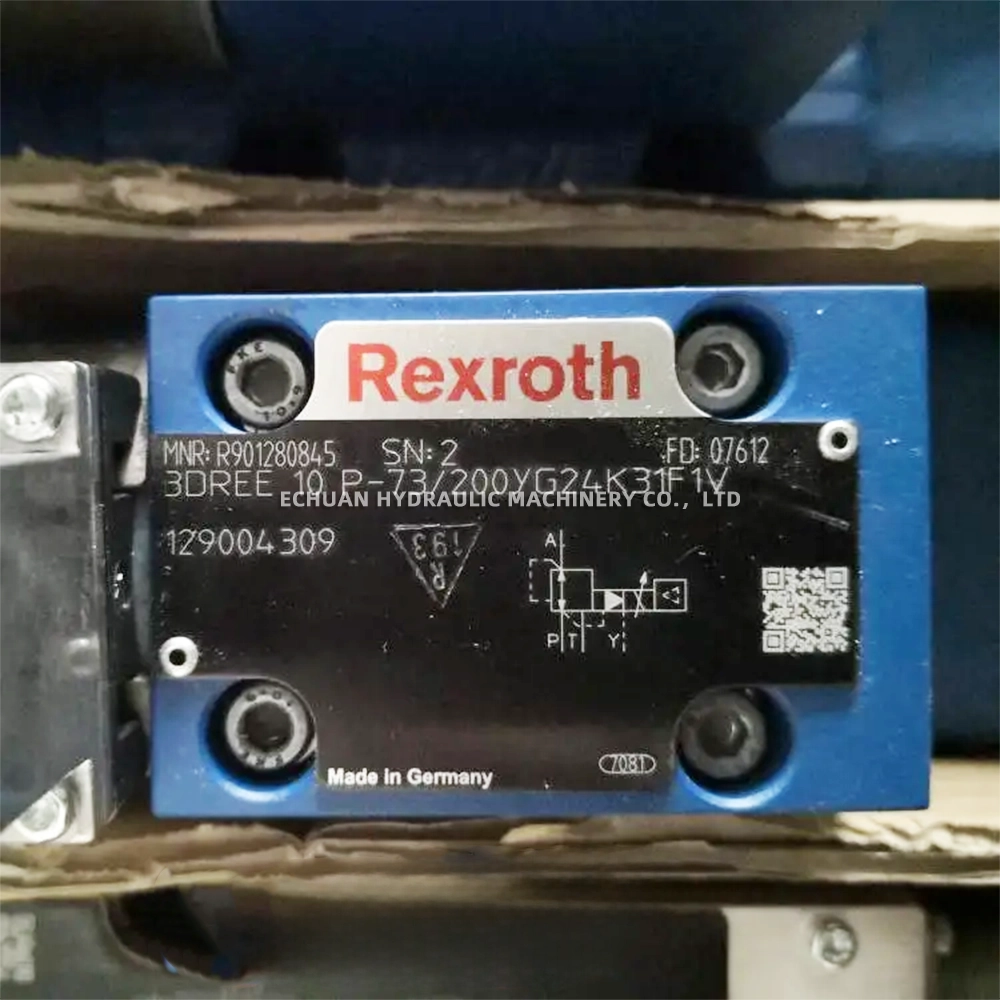 Rexroth
MNR: R901280845 SN: 2 FD: 07612
3DREE 10 P-73/200YG24K31F1V
ECHUAN HYDRAULIC MACHINERY CO., LTD
129004309
R
193
A
P T Y
Made in Germany
7081